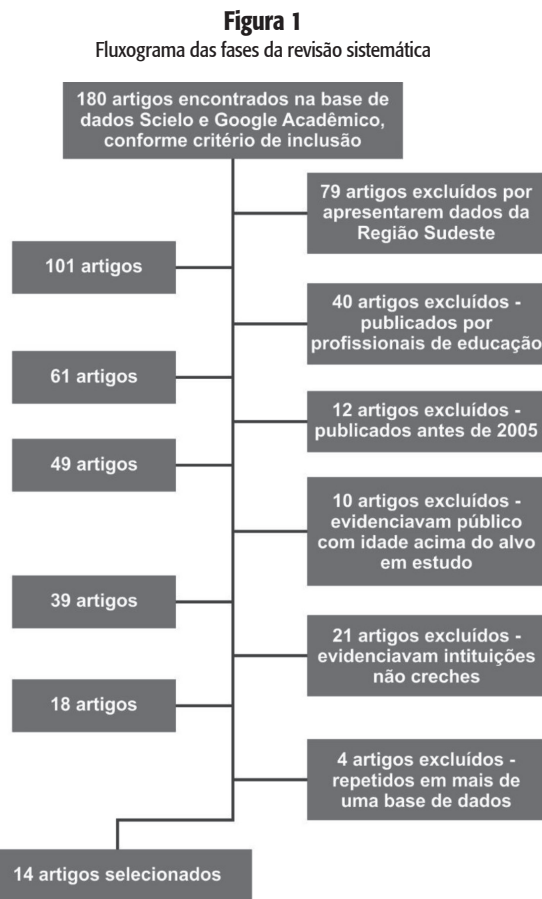 Figura 1
Fluxograma das fases da revisão sistemática
180 artigos encontrados na base de
dados Scielo e Google Acadêmico,
conforme critério de inclusão
79 artigos excluídos por
apresentarem dados da
Região Sudeste
101 artigos
40 artigos excluídos -
publicados por
profissionais de educação
61 artigos
12 artigos excluídos -
publicados antes de 2005
49 artigos
10 artigos excluídos -
evidenciavam público
com idade acima do alvo
em estudo
39 artigos
21 artigos excluídos -
evidenciavam intituições
não creches
18 artigos
4 artigos excluídos -
repetidos em mais de
uma base de dados
14 artigos selecionados